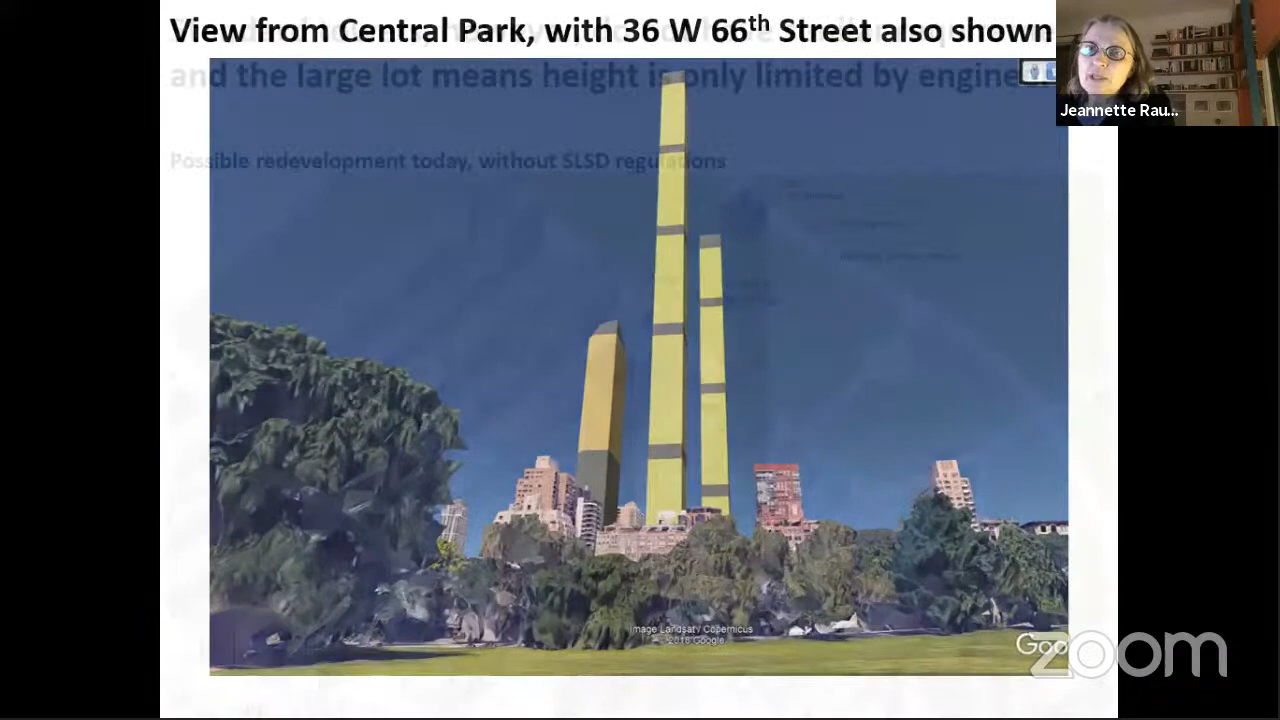 View from Central Park, with 36 W 66th Street also shown
and the large lot means height is only limited by engine
Possible redevelopment today, without SLSD regulations
Jeannette Rau...
Image Landsat / Copernicus
© 2018 Google
Goo
zoom